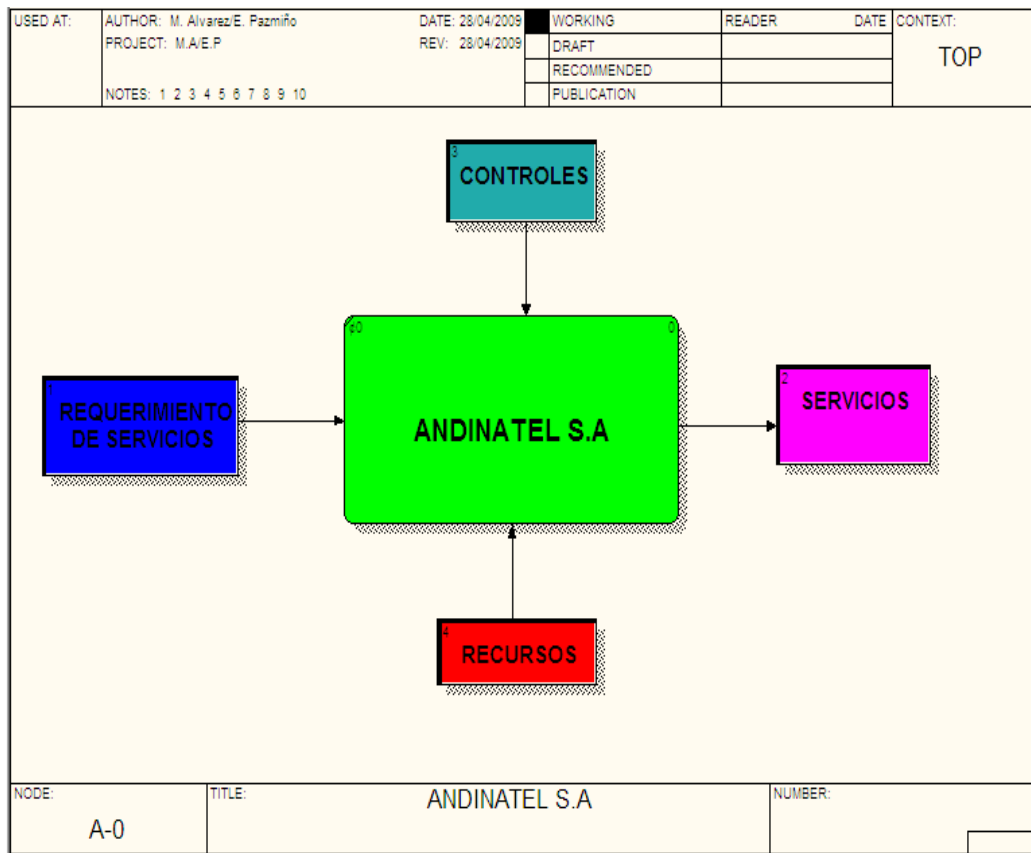 USED AT:
AUTHOR: M. Alvarez/E. Pazmiño
DATE: 28/04/2009
WORKING
READER
DATE
CONTEXT:
PROJECT: M.A/E.P
REV: 28/04/2009
DRAFT
TOP
RECOMMENDED
NOTES: 1 2 3 4 5 6 7 8 9 10
PUBLICATION
3
CONTROLES
0
ANDINATEL S.A
1
REQUERIMIENTO
DE SERVICIOS
2
SERVICIOS
4
RECURSOS
NODE:
A-0
TITLE:
ANDINATEL S.A
NUMBER: